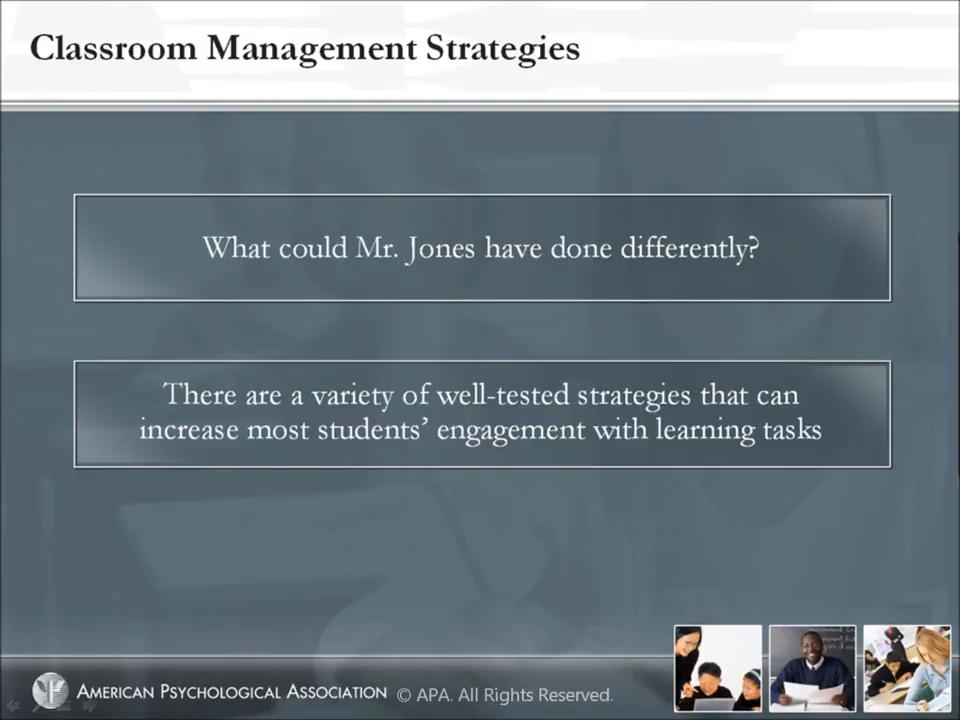 Classroom Management Strategies
What could Mr. Jones have done differently?
There are a variety of well-tested strategies that can
increase most students’ engagement with learning tasks
AMERICAN PSYCHOLOGICAL ASSOCIATION © APA. All Rights Reserved.